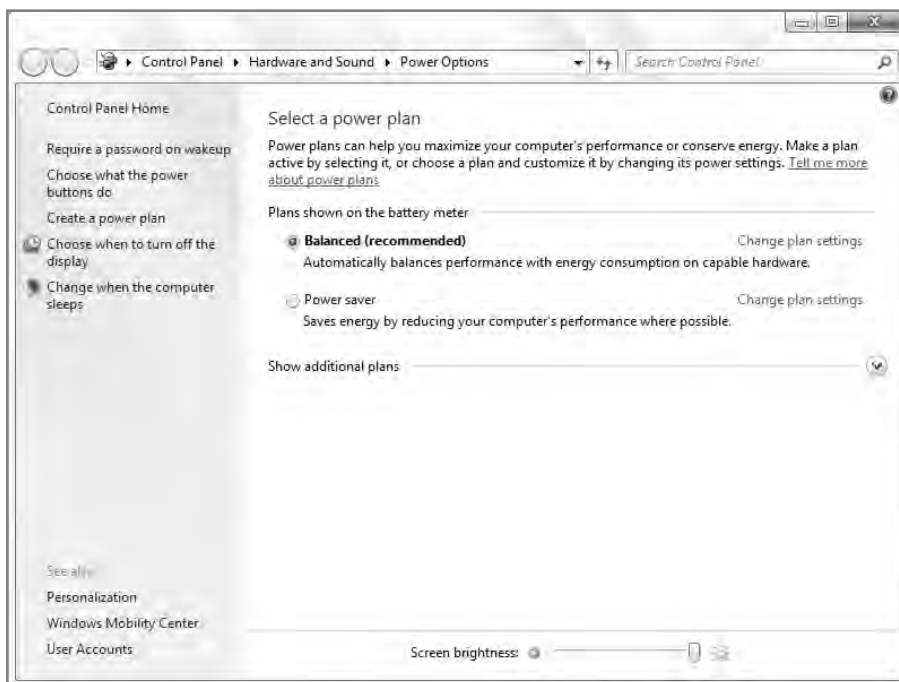 Control Panel ▸ Hardware and Sound ▸ Power Options
Search Control Panel
Control Panel Home
Require a password on wakeup
Choose what the power
buttons do
Create a power plan
Choose when to turn off the
display
Change when the computer
sleeps
See also
Personalization
Windows Mobility Center
User Accounts
Select a power plan
Power plans can help you maximize your computer's performance or conserve energy. Make a plan
active by selecting it, or choose a plan and customize it by changing its power settings. Tell me more
about power plans
Plans shown on the battery meter
Balanced (recommended) Change plan settings
Automatically balances performance with energy consumption on capable hardware.
Power saver Change plan settings
Saves energy by reducing your computer's performance where possible.
Show additional plans
Screen brightness: